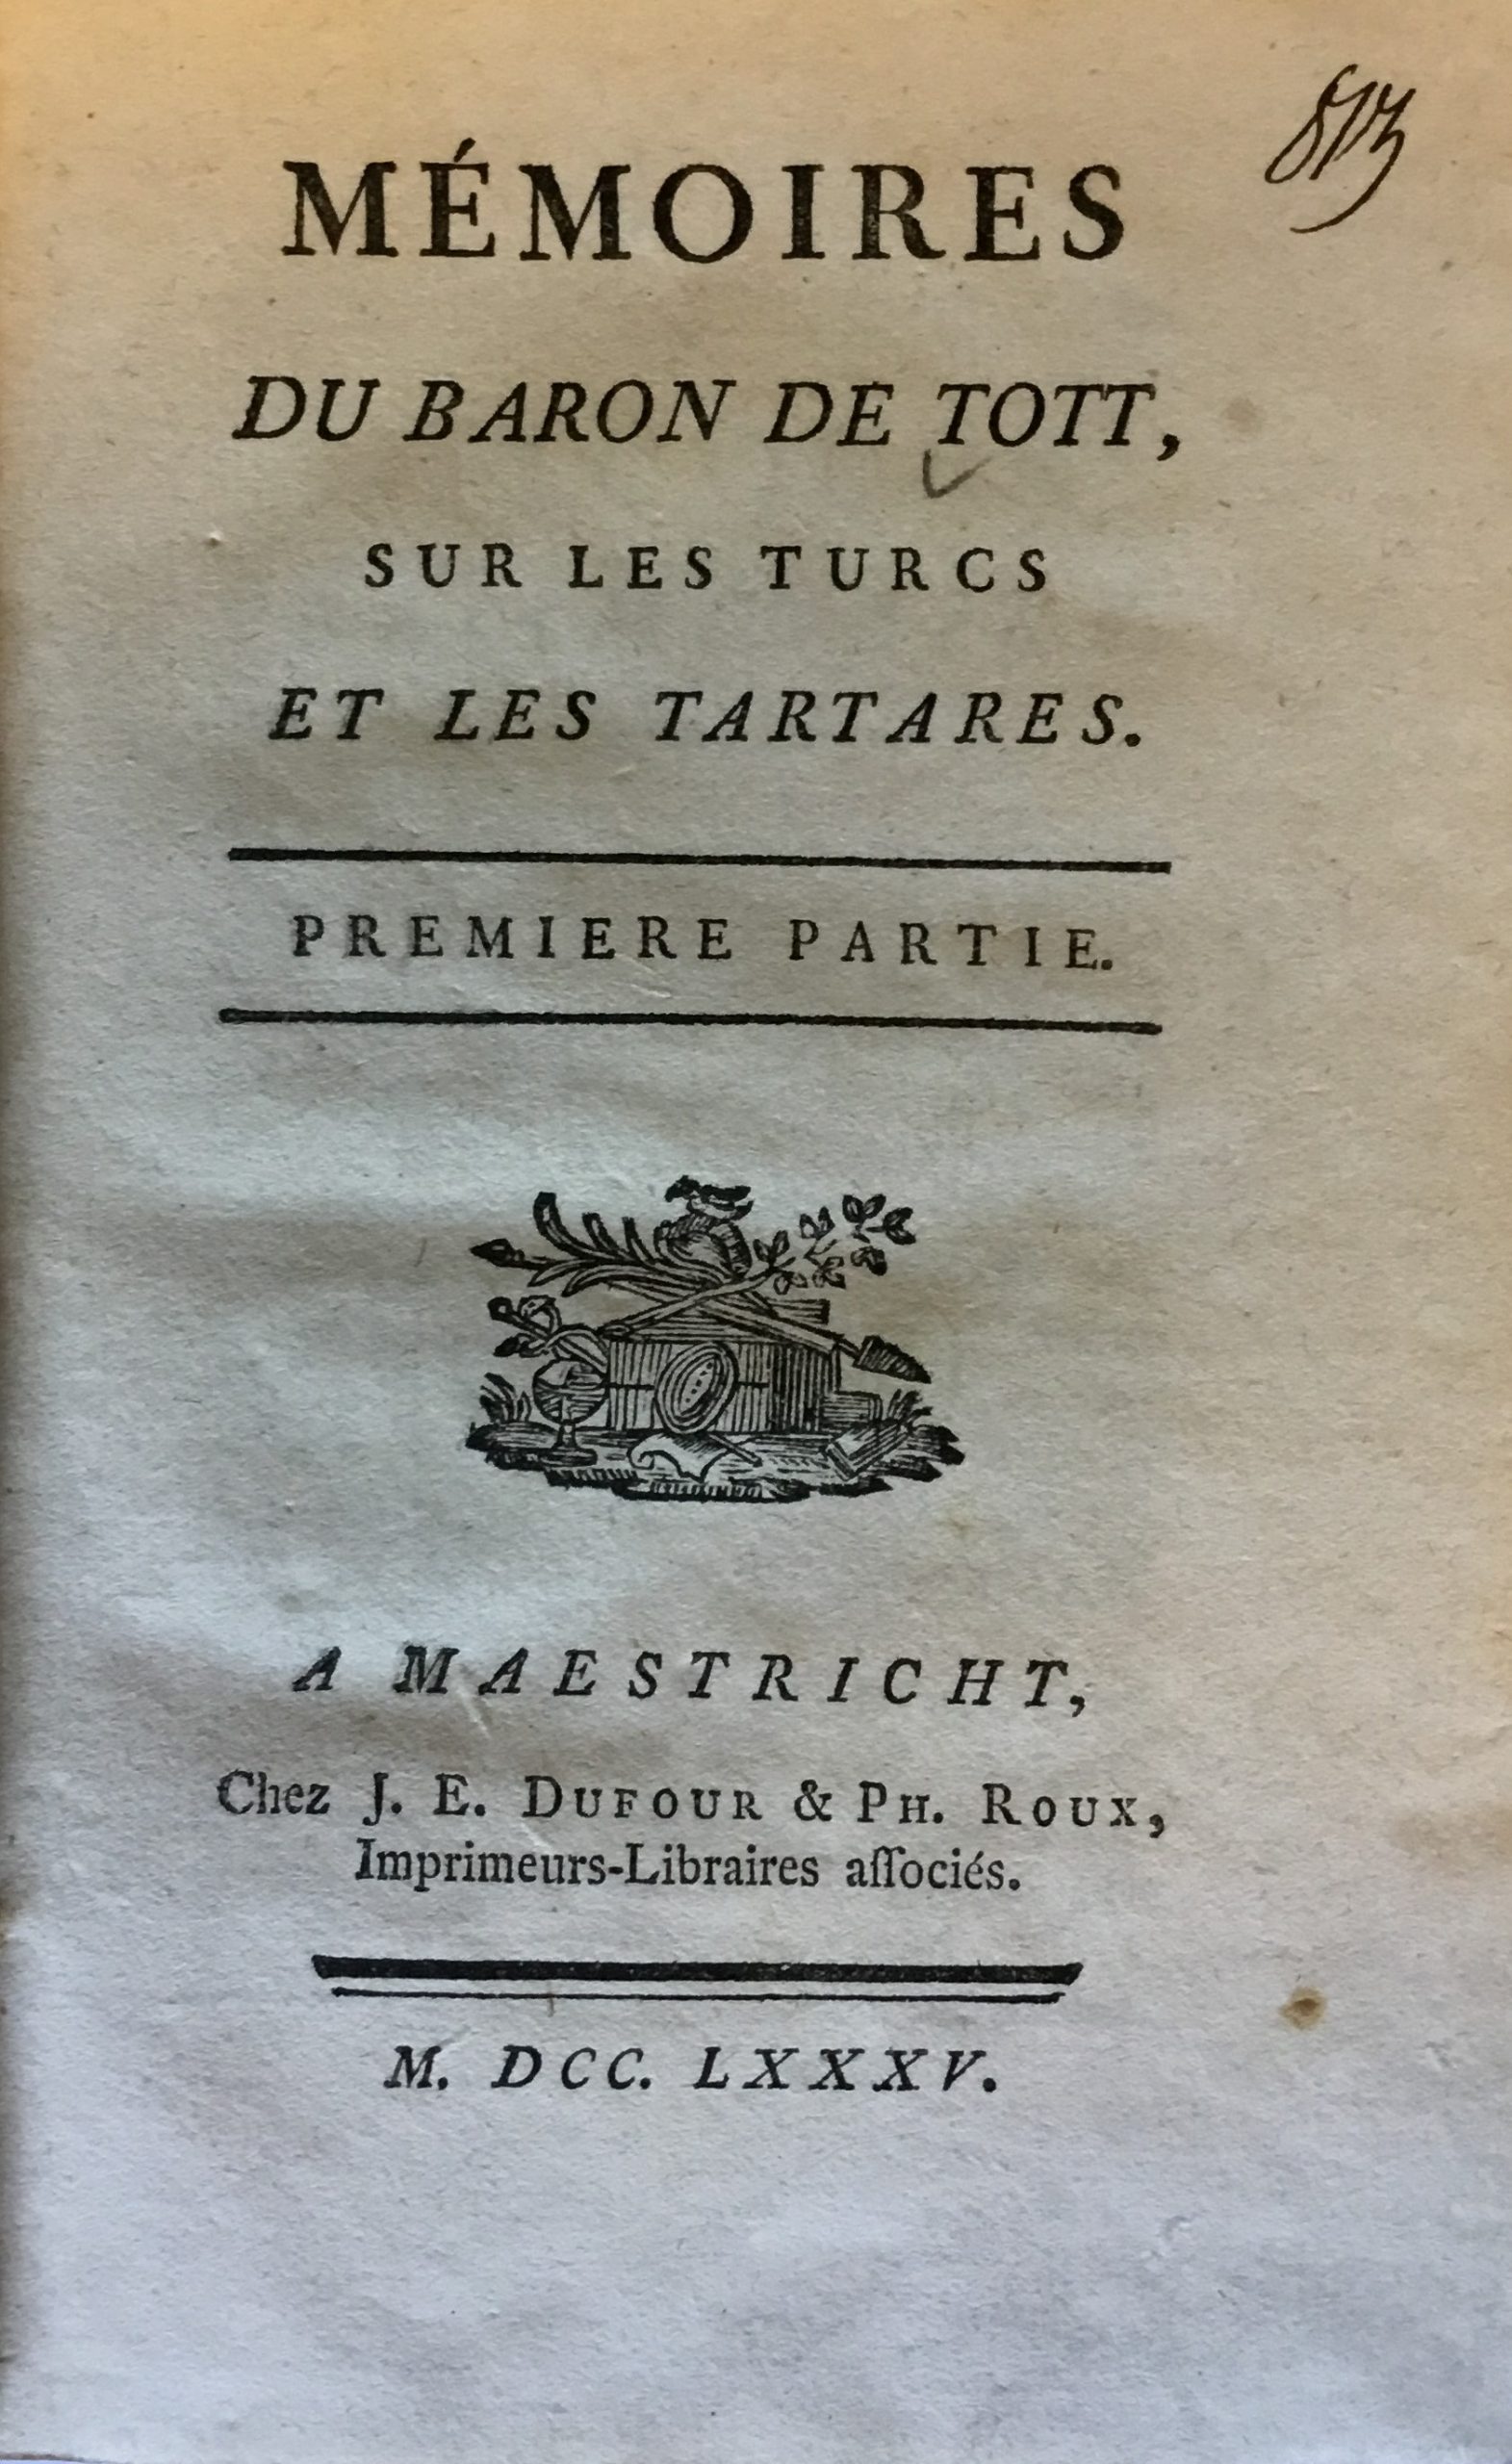 MÉMOIRES
DU BARON DE TOTT,
SUR LES TURCS
ET LES TARTARES.
PREMIERE PARTIE.
A MAESTRICHT,
Chez J. E. DUFOUR & PH. ROUX,
Imprimeurs-Libraires aſſociés.
M. DCC. LXXXV.